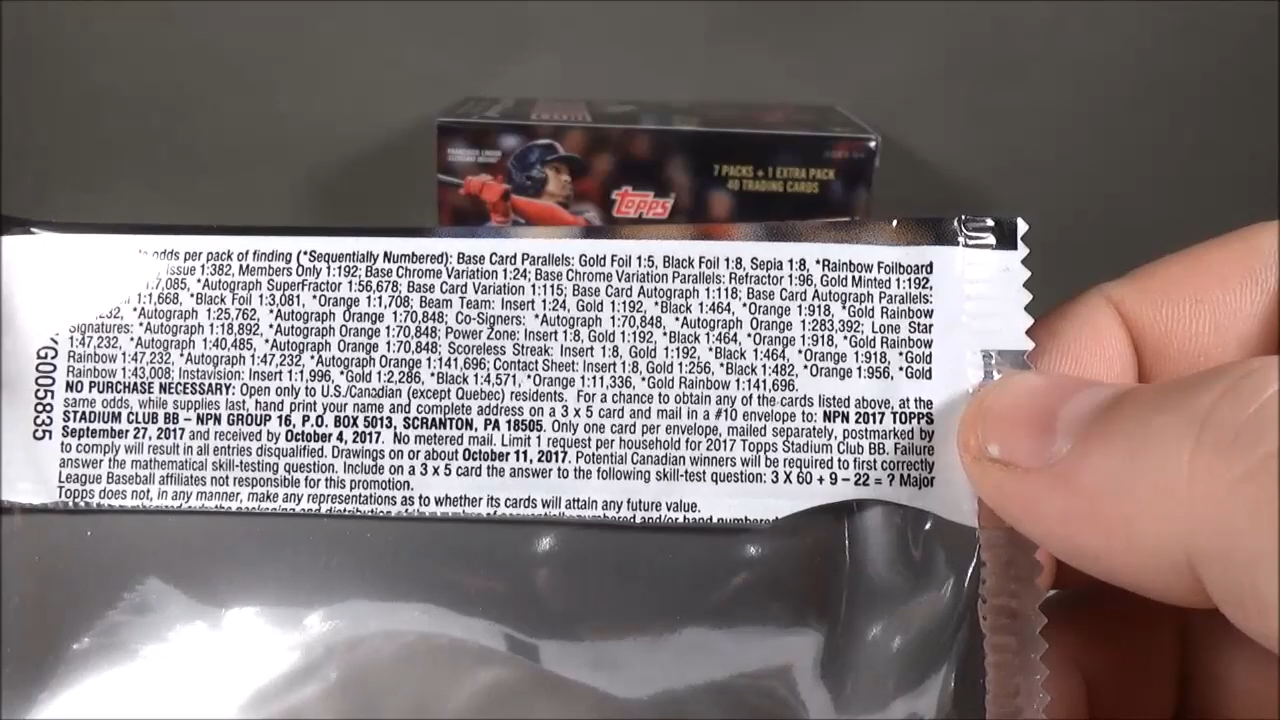 FRANCISCO LINDOR
CLEVELAND INDIANS
7 PACKS + 1 EXTRA PACK
40 TRADING CARDS
TOPPS
odds per pack of finding (*Sequentially Numbered): Base Card Parallels: Gold Foil 1:5, Black Foil 1:8, Sepia 1:8, *Rainbow Foilboard
Issue 1:382, Members Only 1:192; Base Chrome Variation 1:24; Base Chrome Variation Parallels: Refractor 1:96, Gold Minted 1:192,
*Autograph SuperFractor 1:56,678; Base Card Variation 1:115; Base Card Autograph 1:118; Base Card Autograph Parallels:
1:1,668, *Black Foil 1:3,081, *Orange 1:1,708; Beam Team: Insert 1:24, Gold 1:192, *Black 1:464, *Orange 1:918, *Gold Rainbow
*Autograph 1:25,762, *Autograph Orange 1:70,848; Co-Signers: *Autograph 1:70,848, *Autograph Orange 1:283,392; Lone Star
Signatures: *Autograph 1:18,892, *Autograph Orange 1:70,848; Power Zone: Insert 1:8, Gold 1:192, *Black 1:464, *Orange 1:918, *Gold Rainbow
1:47,232, *Autograph 1:40,485, *Autograph Orange 1:70,848; Scoreless Streak: Insert 1:8, Gold 1:192, *Black 1:464, *Orange 1:918, *Gold
Rainbow 1:47,232, *Autograph 1:47,232, *Autograph Orange 1:141,696; Contact Sheet: Insert 1:8, Gold 1:256, *Black 1:482, *Orange 1:956, *Gold
Rainbow 1:43,008; Instavision: Insert 1:1,996, *Gold 1:2,286, *Black 1:4,571, *Orange 1:11,336, *Gold Rainbow 1:141,696.
NO PURCHASE NECESSARY: Open only to U.S./Canadian (except Quebec) residents. For a chance to obtain any of the cards listed above, at the
same odds, while supplies last, hand print your name and complete address on a 3 x 5 card and mail in a #10 envelope to: NPN 2017 TOPPS
STADIUM CLUB BB – NPN GROUP 16, P.O. BOX 5013, SCRANTON, PA 18505. Only one card per envelope, mailed separately, postmarked by
September 27, 2017 and received by October 4, 2017. No metered mail. Limit 1 request per household for 2017 Topps Stadium Club BB. Failure
to comply will result in all entries disqualified. Drawings on or about October 11, 2017. Potential Canadian winners will be required to first correctly
answer the mathematical skill-testing question. Include on a 3 x 5 card the answer to the following skill-test question: 3 X 60 + 9 – 22 = ? Major
League Baseball affiliates not responsible for this promotion.
Topps does not, in any manner, make any representations as to whether its cards will attain any future value.
*G005835